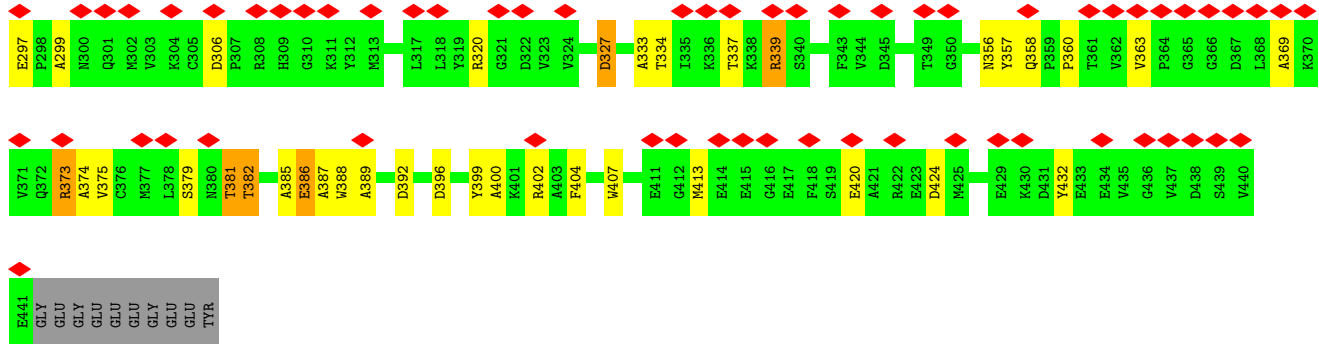 E297 P298 A299 N300 Q301 M302 V303 K304 C305 D306 P307 R308 H309 G310 K311 Y312 M313 L317 L318 Y319 R320 G321 D322 V323 V324 D327 A333 T334 I335 K336 T337 K338 R339 S340 F343 V344 D345 T349 G350 N356 Y357 Q358 P359 P360 T361 V362 V363 P364 G365 G366 D367 L368 A369 K370
V371 Q372 R373 A374 V375 C376 M377 L378 S379 N380 T381 T382 A385 E386 A387 W388 A389 D392 D396 Y399 A400 K401 R402 A403 F404 W407 E411 G412 M413 E414 E415 G416 E417 F418 S419 E420 A421 R422 E423 D424 M425 E429 K430 D431 Y432 E433 E434 V435 G436 V437 D438 S439 V440
E441 GLY GLU GLY GLU GLU GLU GLY GLU GLU TYR